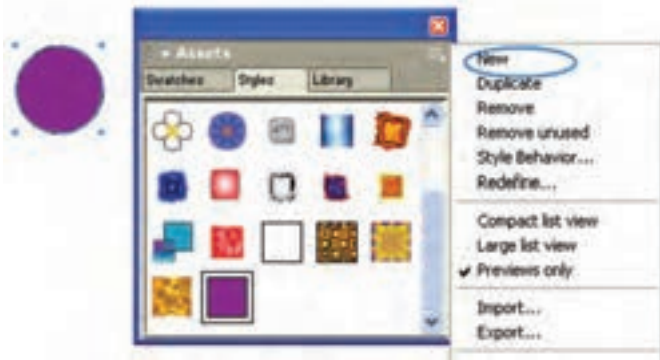 Assets
Swatches Styles Library
New
Duplicate
Remove
Remove unused
Style Behavior...
Redefine...
Compact list view
Large list view
Previews only
Import...
Export...